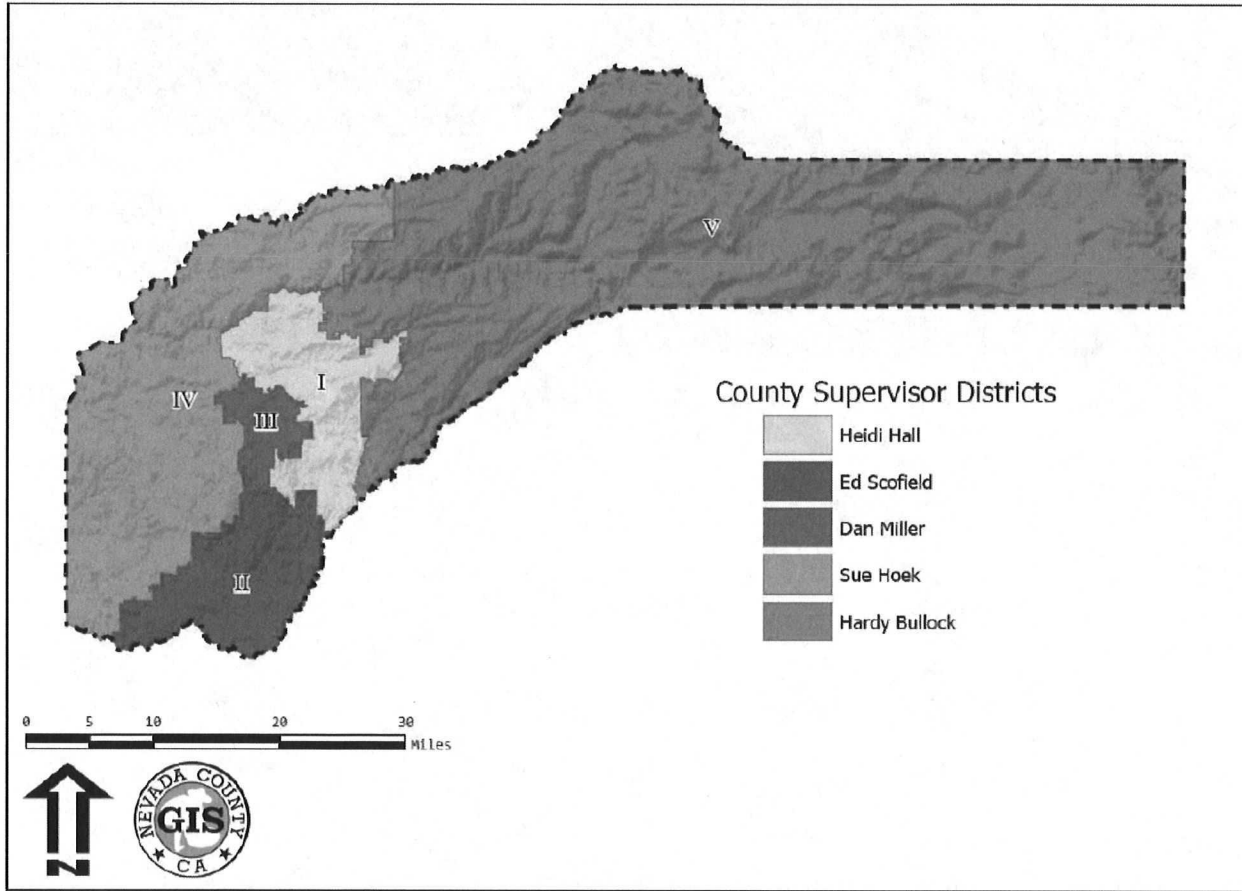 V
I
IV
III
II
County Supervisor Districts
Heidi Hall
Ed Scofield
Dan Miller
Sue Hoek
Hardy Bullock
0 5 10 20 30
Miles
N
NEVADA COUNTY
GIS
CA